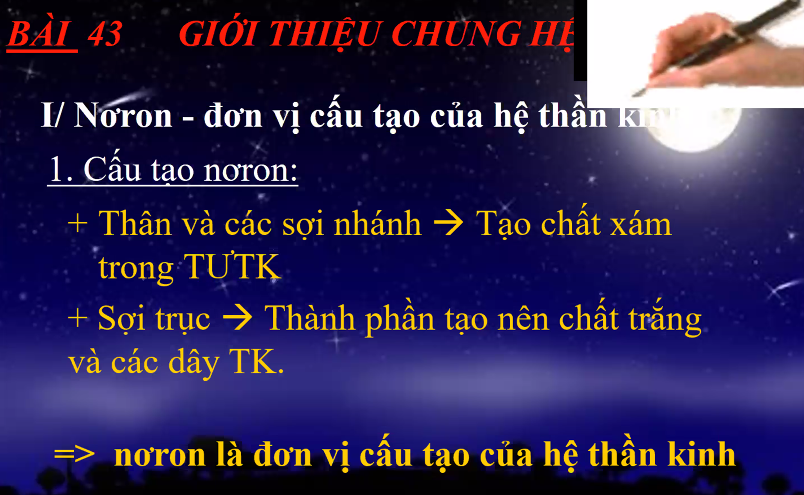 BÀI 43 GIỚI THIỆU CHUNG HỆ
I/ Nơron - đơn vị cấu tạo của hệ thần kinh
1. Cấu tạo nơron:
+ Thân và các sợi nhánh → Tạo chất xám
trong TƯTK
+ Sợi trục → Thành phần tạo nên chất trắng
và các dây TK.
=> nơron là đơn vị cấu tạo của hệ thần kinh